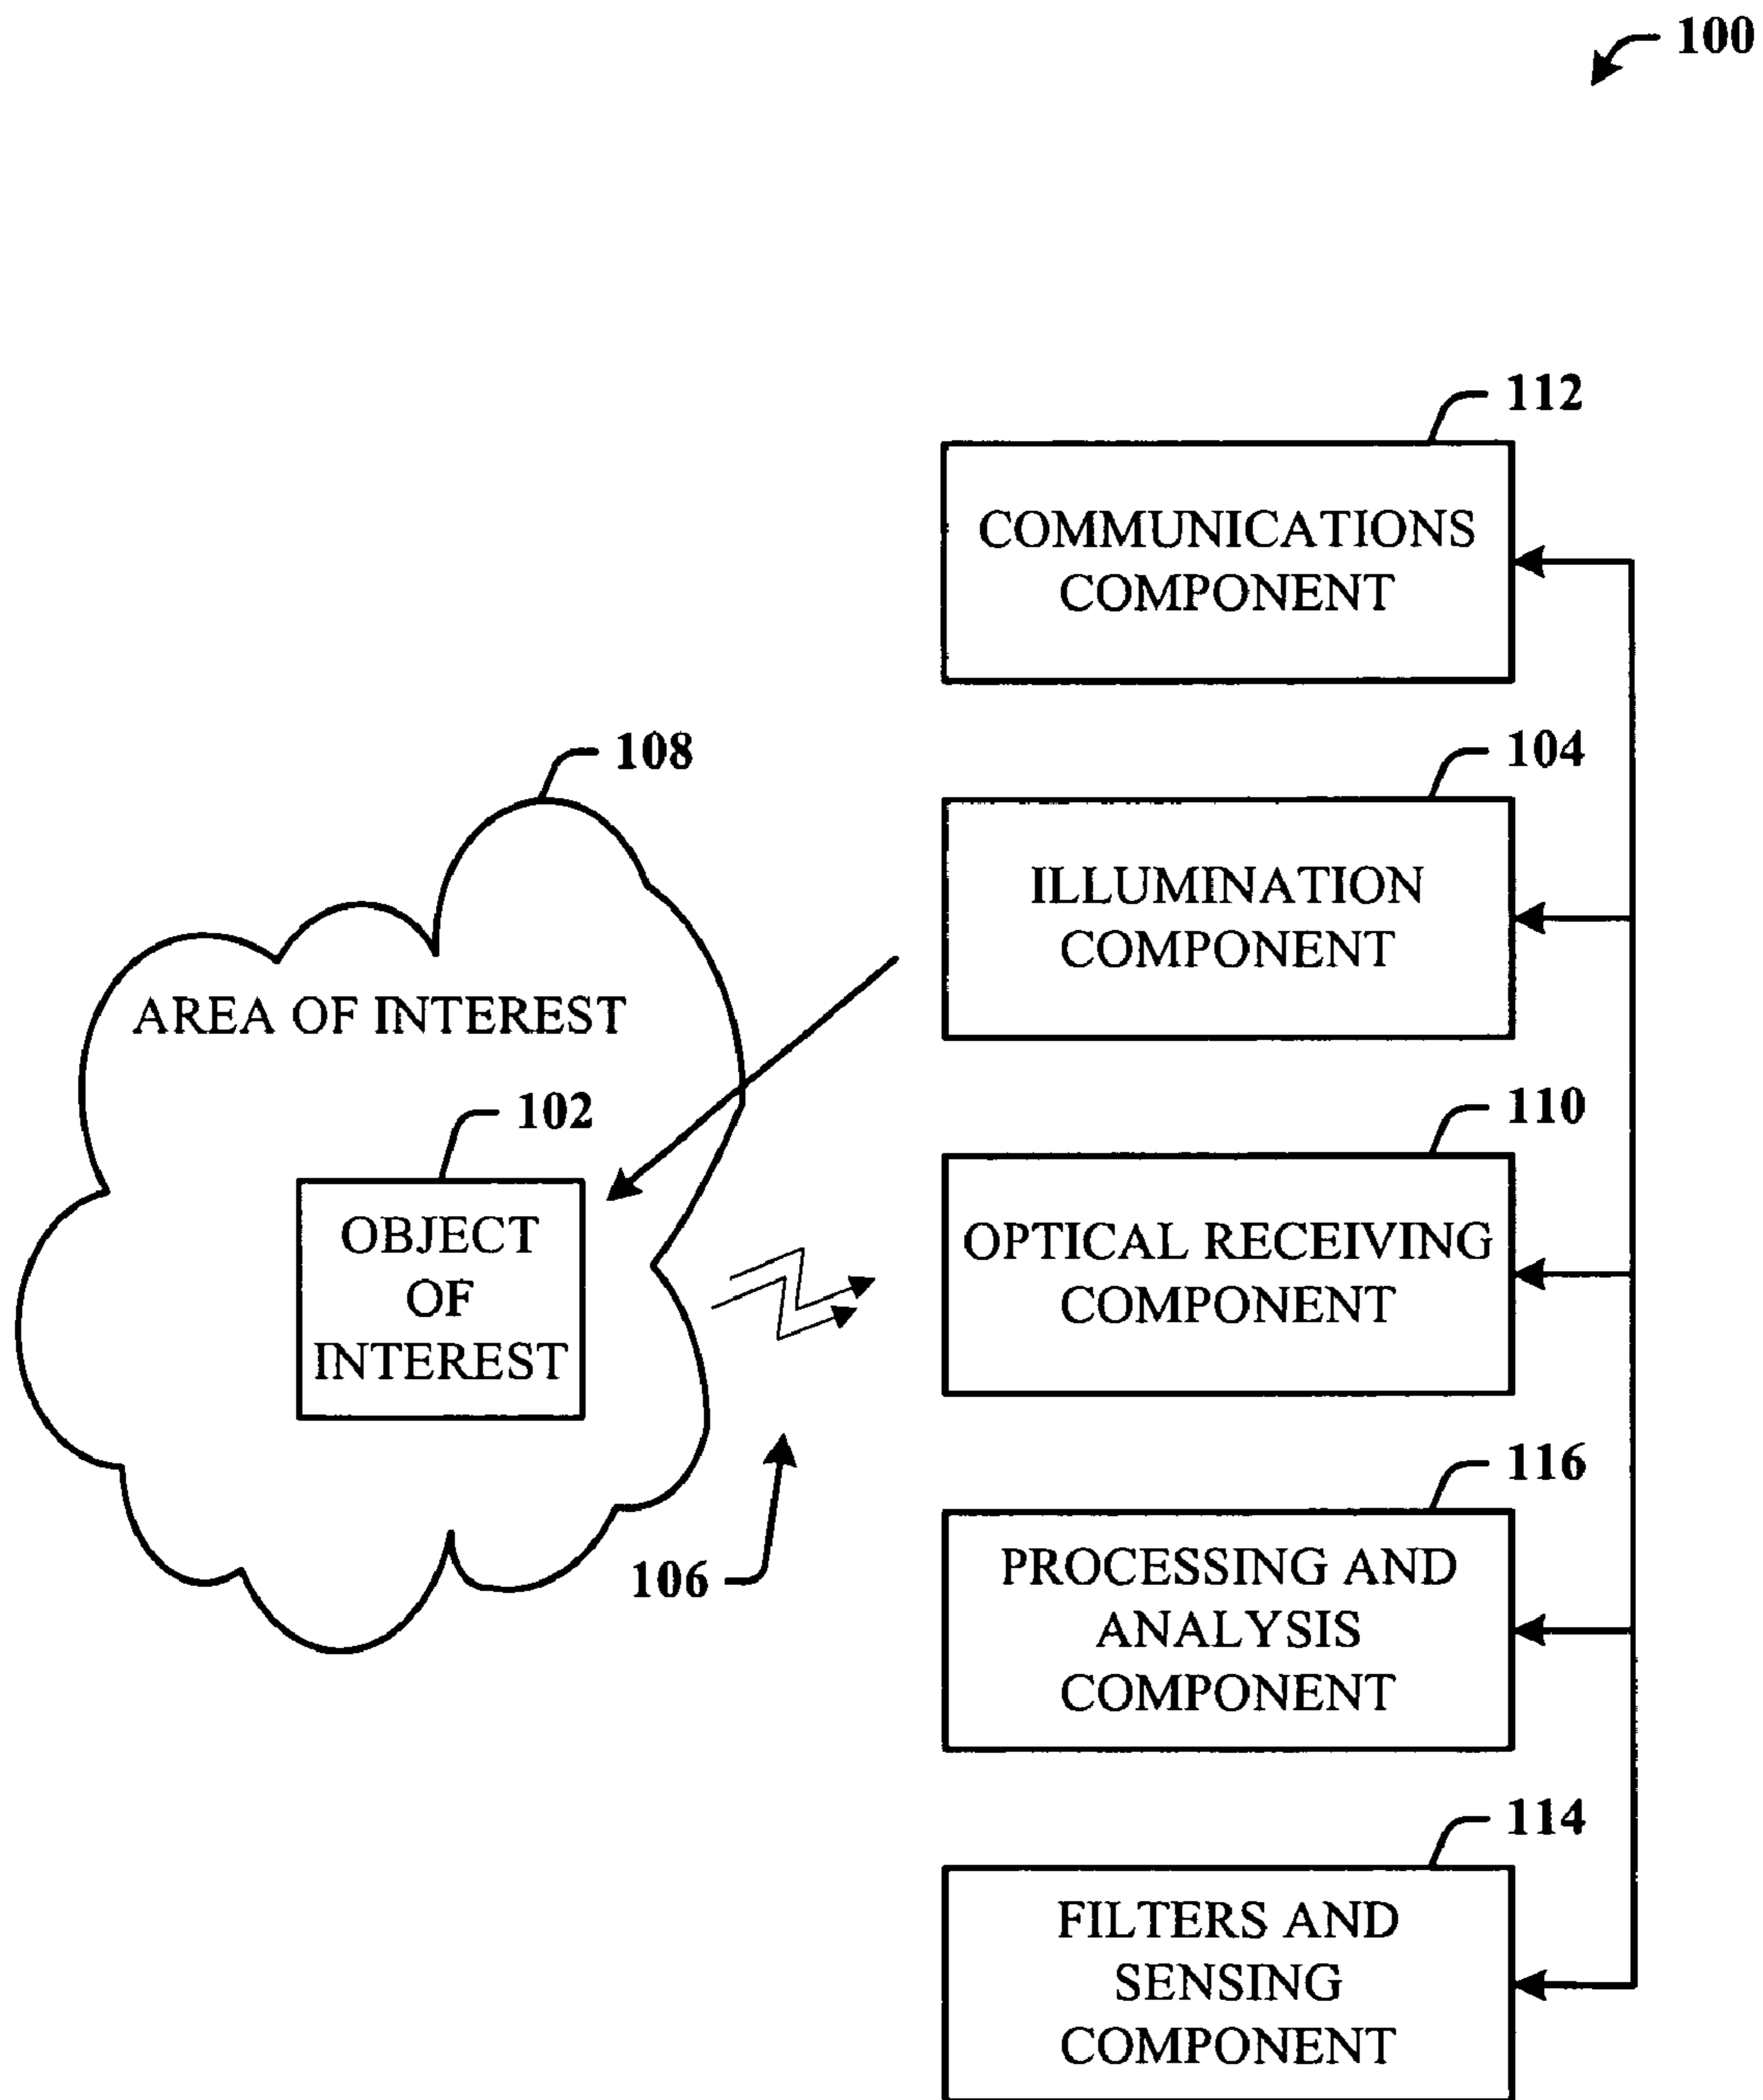 100
112
COMMUNICATIONS
COMPONENT
108
104
ILLUMINATION
COMPONENT
AREA OF INTEREST
102
110
OBJECT
OF
INTEREST
OPTICAL RECEIVING
COMPONENT
106
116
PROCESSING AND
ANALYSIS
COMPONENT
114
FILTERS AND
SENSING
COMPONENT